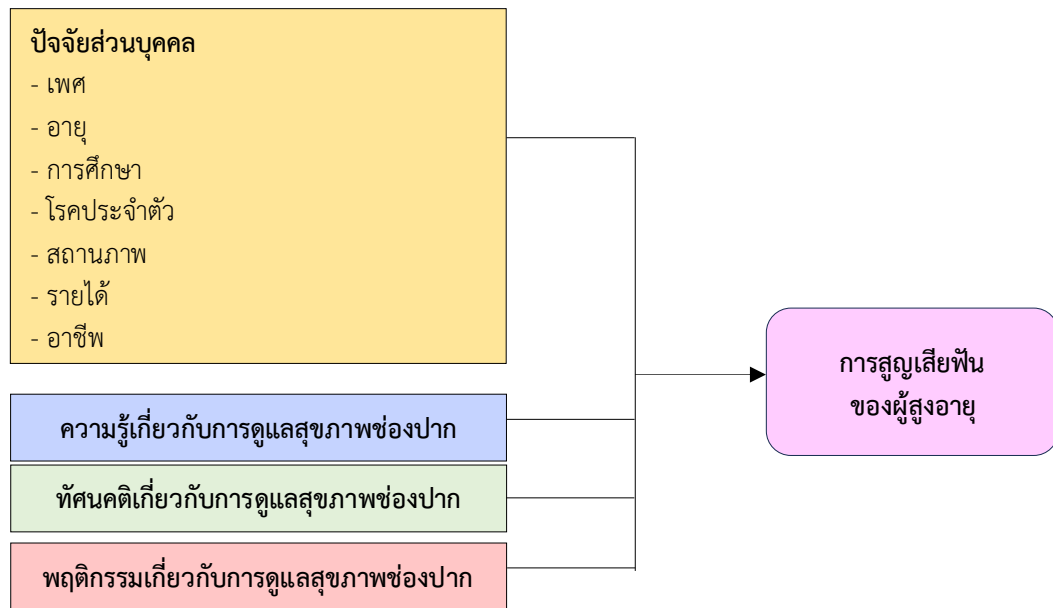 ปัจจัยส่วนบุคคล
- เพศ
- อายุ
- การศึกษา
- โรคประจำตัว
- สถานภาพ
- รายได้
- อาชีพ
ความรู้เกี่ยวกับการดูแลสุขภาพช่องปาก
ทัศนคติเกี่ยวกับการดูแลสุขภาพช่องปาก
พฤติกรรมเกี่ยวกับการดูแลสุขภาพช่องปาก
การสูญเสียฟัน
ของผู้สูงอายุ